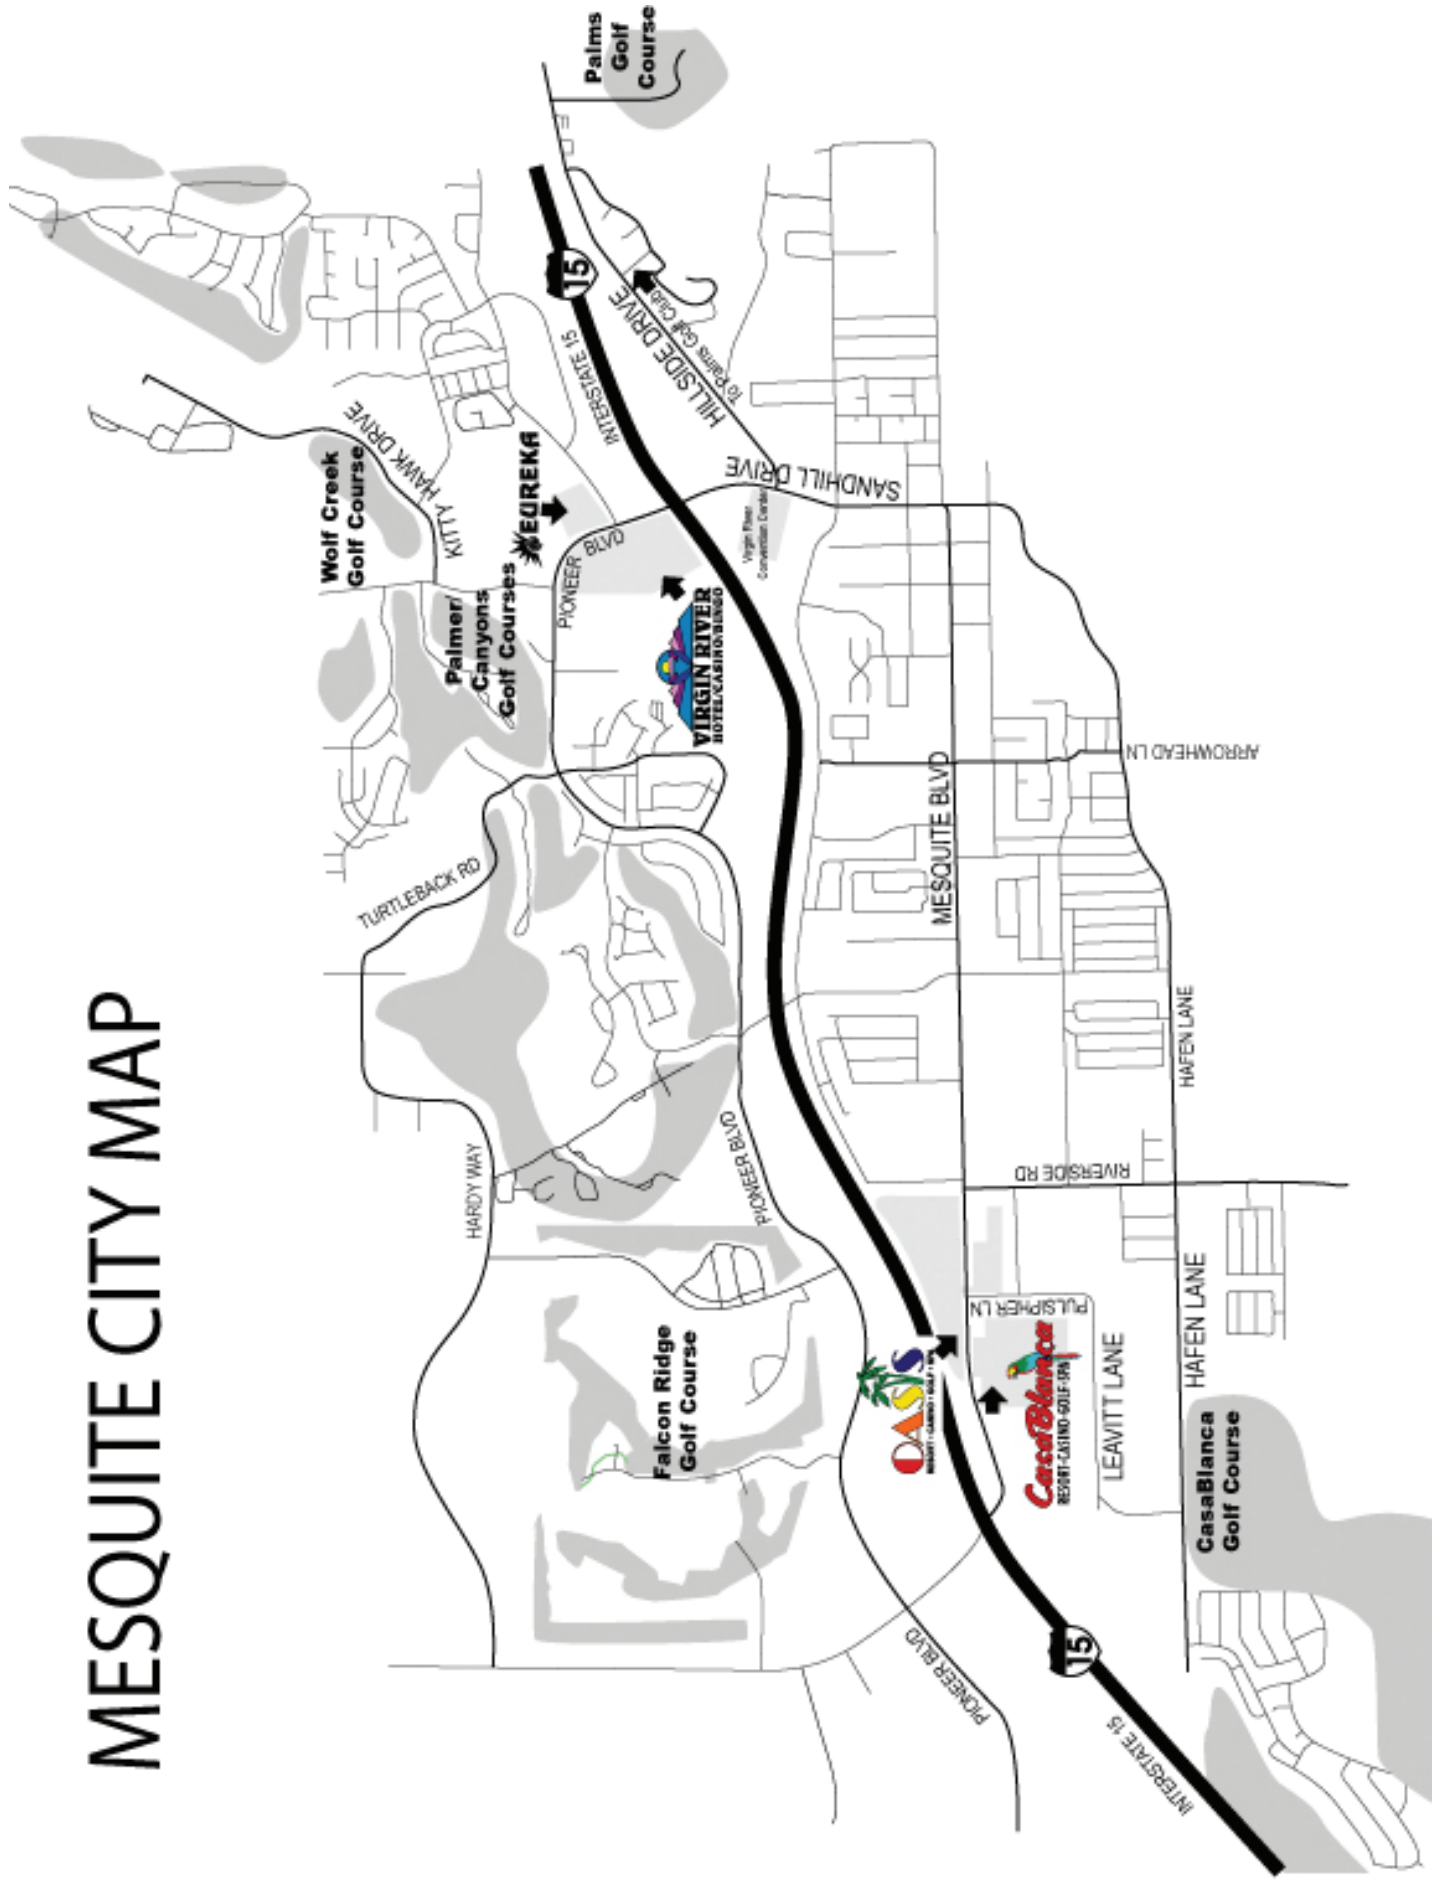 MESQUITE CITY MAP
Palms
Golf
Course
15
INTERSTATE 15
HILLSIDE DRIVE
To Palms Golf Club
KITTY HAWK DRIVE
Wolf Creek
Golf Course
EUREKA
SANDHILL DRIVE
Virgin River
Convention Center
PIONEER BLVD
Palmer/
Canyons
Golf Courses
VIRGIN RIVER
HOTEL/CASINO/BINGO
ARROWHEAD LN
MESQUITE BLVD
TURTLEBACK RD
HAFEN LANE
HARDY WAY
PIONEER BLVD
RIVERSIDE RD
PULSIPHER LN
HAFEN LANE
Falcon Ridge
Golf Course
OASIS
RESORT • CASINO • GOLF • SPA
CasaBlanca
RESORT•CASINO•GOLF•SPA
LEAVITT LANE
CasaBlanca
Golf Course
PIONEER BLVD
15
INTERSTATE 15